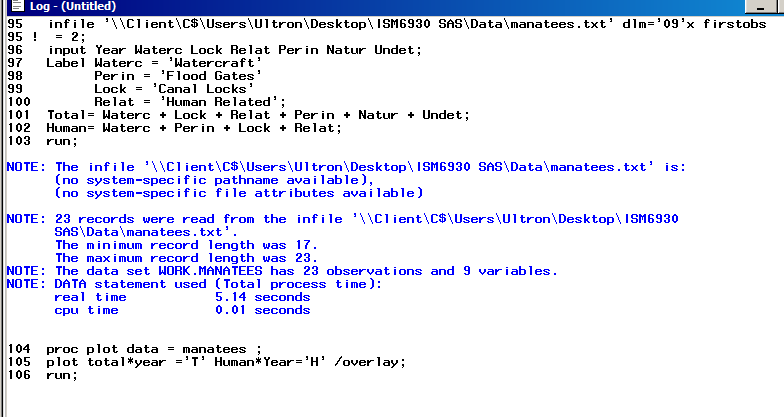 Log - (Untitled)
95    infile '\\Client\C$\Users\Ultron\Desktop\ISM6930 SAS\Data\manatees.txt' dlm='09'x firstobs
95 !  = 2;
96    input Year Waterc Lock Relat Perin Natur Undet;
97    Label Waterc = 'Watercraft'
98          Perin = 'Flood Gates'
99          Lock = 'Canal Locks'
100         Relat = 'Human Related';
101   Total= Waterc + Lock + Relat + Perin + Natur + Undet;
102   Human= Waterc + Perin + Lock + Relat;
103   run;
NOTE: The infile '\\Client\C$\Users\Ultron\Desktop\ISM6930 SAS\Data\manatees.txt' is:
      (no system-specific pathname available),
      (no system-specific file attributes available)
NOTE: 23 records were read from the infile '\\Client\C$\Users\Ultron\Desktop\ISM6930
      SAS\Data\manatees.txt'.
      The minimum record length was 17.
      The maximum record length was 23.
NOTE: The data set WORK.MANATEES has 23 observations and 9 variables.
NOTE: DATA statement used (Total process time):
      real time           5.14 seconds
      cpu time            0.01 seconds
104   proc plot data = manatees ;
105   plot total*year ='T' Human*Year='H' /overlay;
106   run;